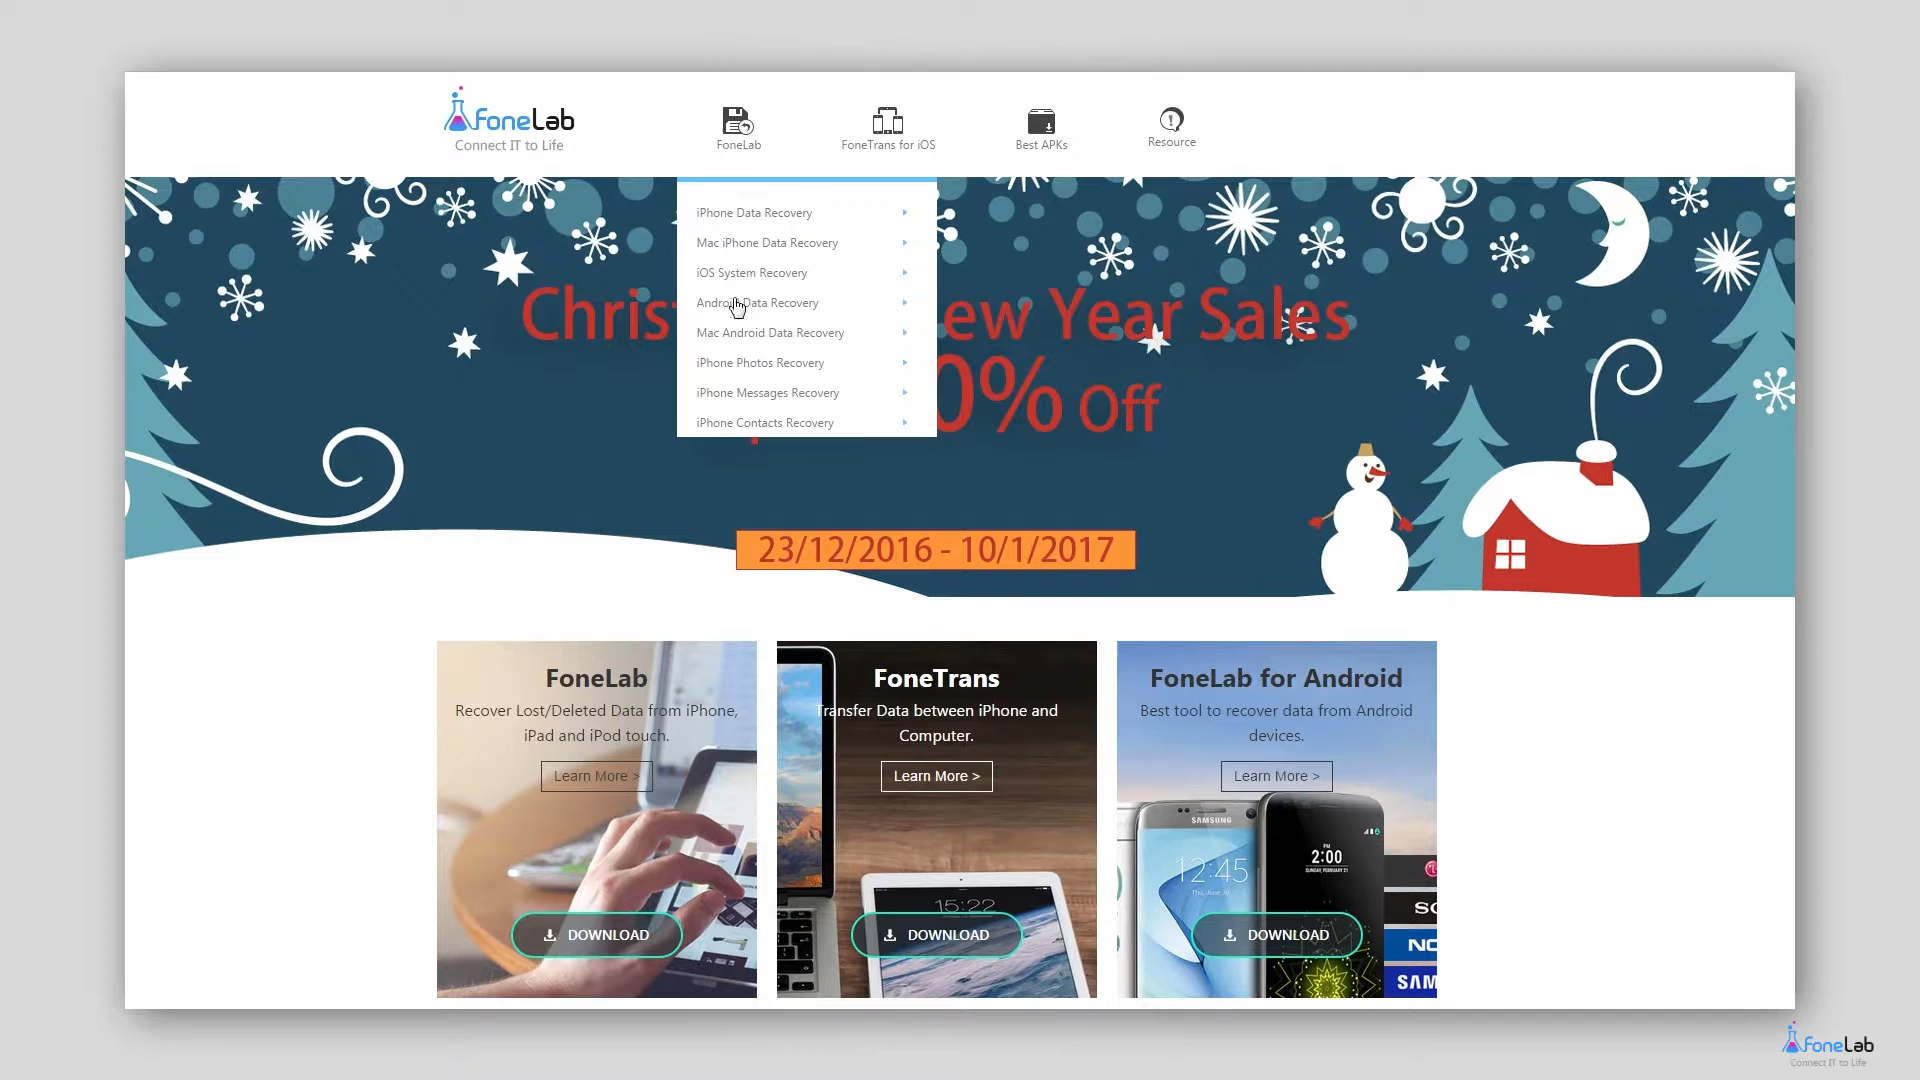 FoneLab
Connect IT to Life
FoneLab
FoneTrans for iOS
Best APKs
Resource
iPhone Data Recovery
Mac iPhone Data Recovery
iOS System Recovery
Android Data Recovery
Mac Android Data Recovery
iPhone Photos Recovery
iPhone Messages Recovery
iPhone Contacts Recovery
Year Sales
0% Off
23/12/2016 - 10/1/2017
FoneLab
Recover Lost/Deleted Data from iPhone,
iPad and iPod touch.
Learn More >
DOWNLOAD
FoneTrans
Transfer Data between iPhone and
Computer.
Learn More >
15:22
DOWNLOAD
FoneLab for Android
Best tool to recover data from Android
devices.
Learn More >
SAMSUNG
12:45
2:00
SUNDAY, FEBRUARY 21
DOWNLOAD
FoneLab
Connect IT to Life